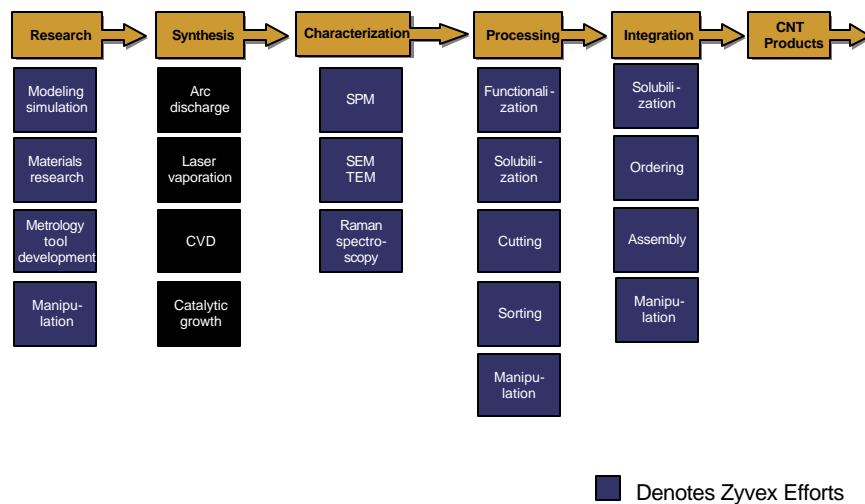 Research
Synthesis
Characterization
Processing
Integration
CNT
Products
Modeling
simulation
Materials
research
Metrology
tool
development
Manipu-
lation
Arc
discharge
Laser
vaporation
CVD
Catalytic
growth
SPM
SEM
TEM
Raman
spectro-
scopy
Functionali-
zation
Solubili-
zation
Cutting
Sorting
Manipu-
lation
Solubili-
zation
Ordering
Assembly
Manipu-
lation
Denotes Zyvex Efforts